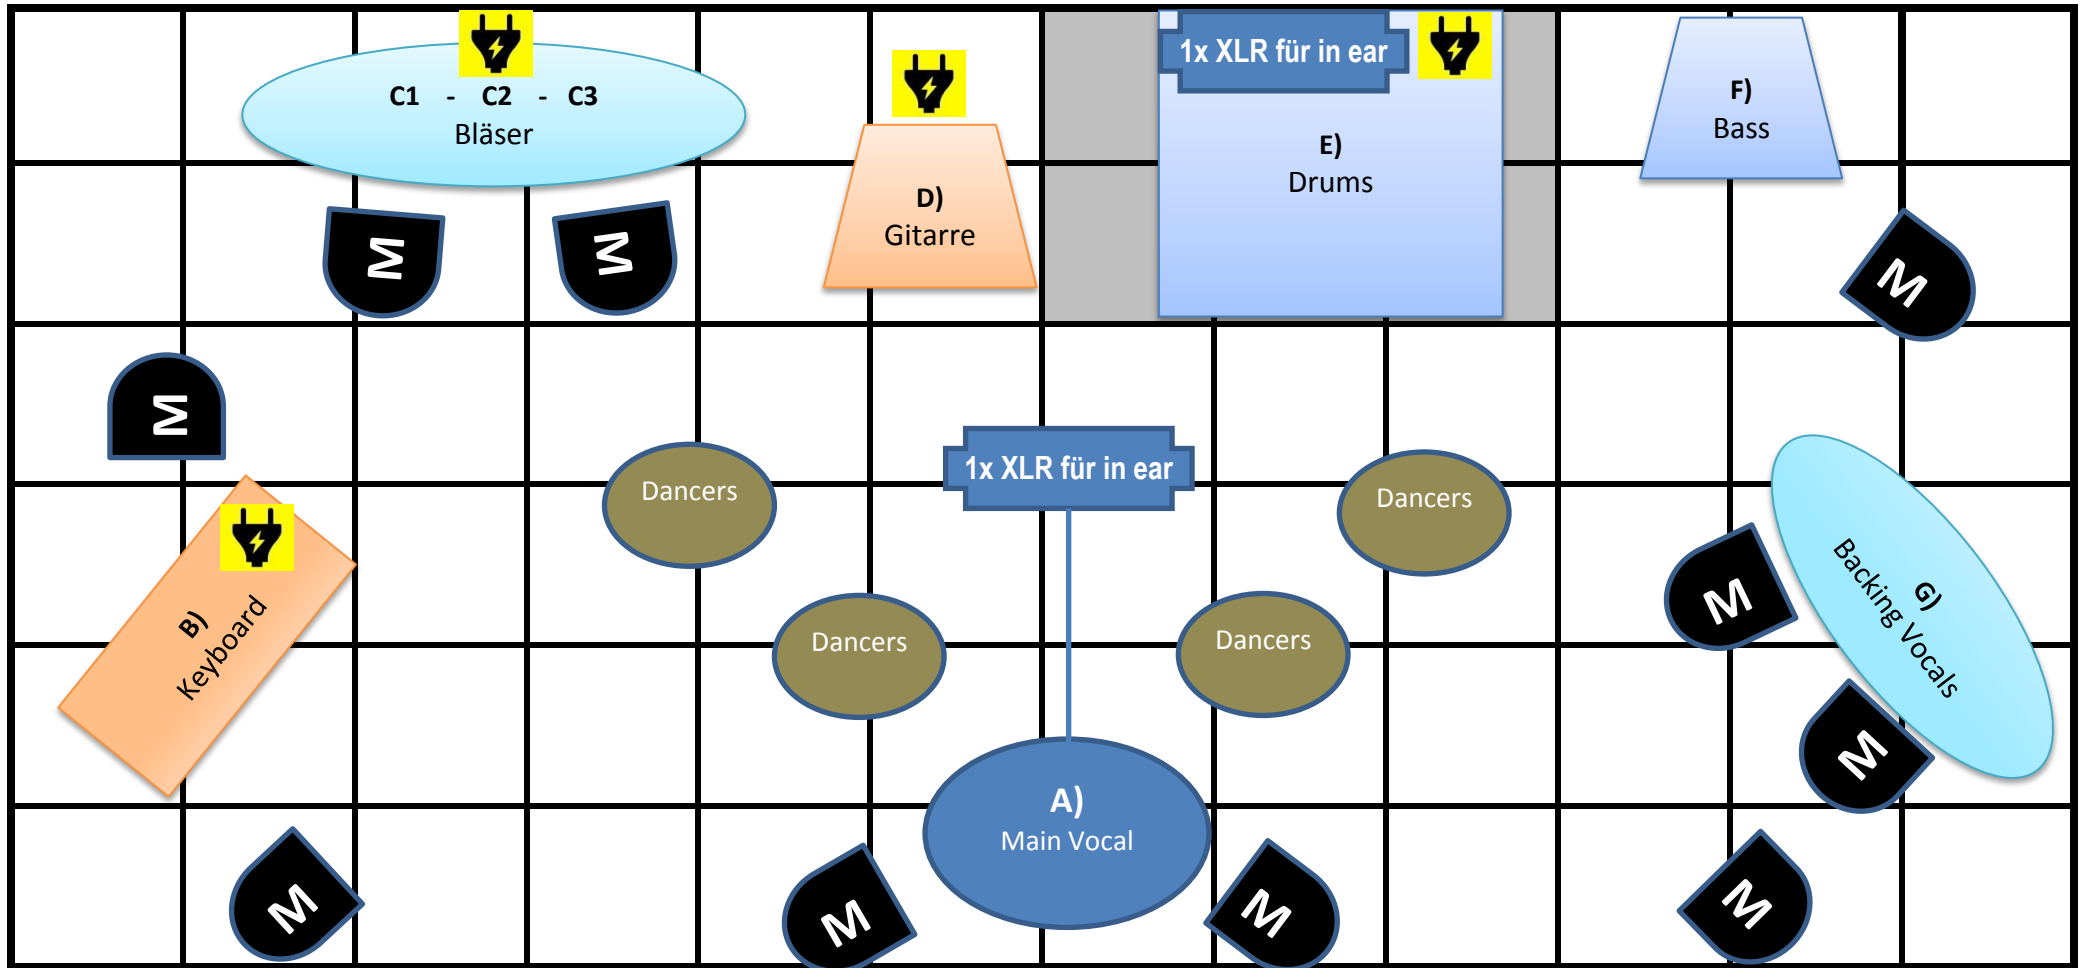 1x XLR für in ear
C1 - C2 - C3
Bläser
F)
Bass
E)
Drums
D)
Gitarre
M
M
M
M
1x XLR für in ear
Dancers
Dancers
B)
Keyboard
M
G)
Backing Vocals
Dancers
Dancers
M
A)
Main Vocal
M
M
M
M